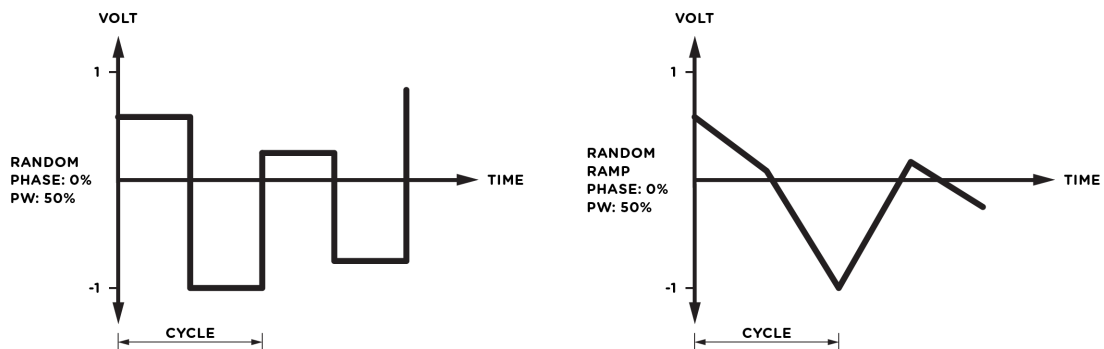 VOLT
1
RANDOM
PHASE: 0%
PW: 50%
TIME
-1
CYCLE
VOLT
1
RANDOM
RAMP
PHASE: 0%
PW: 50%
TIME
-1
CYCLE